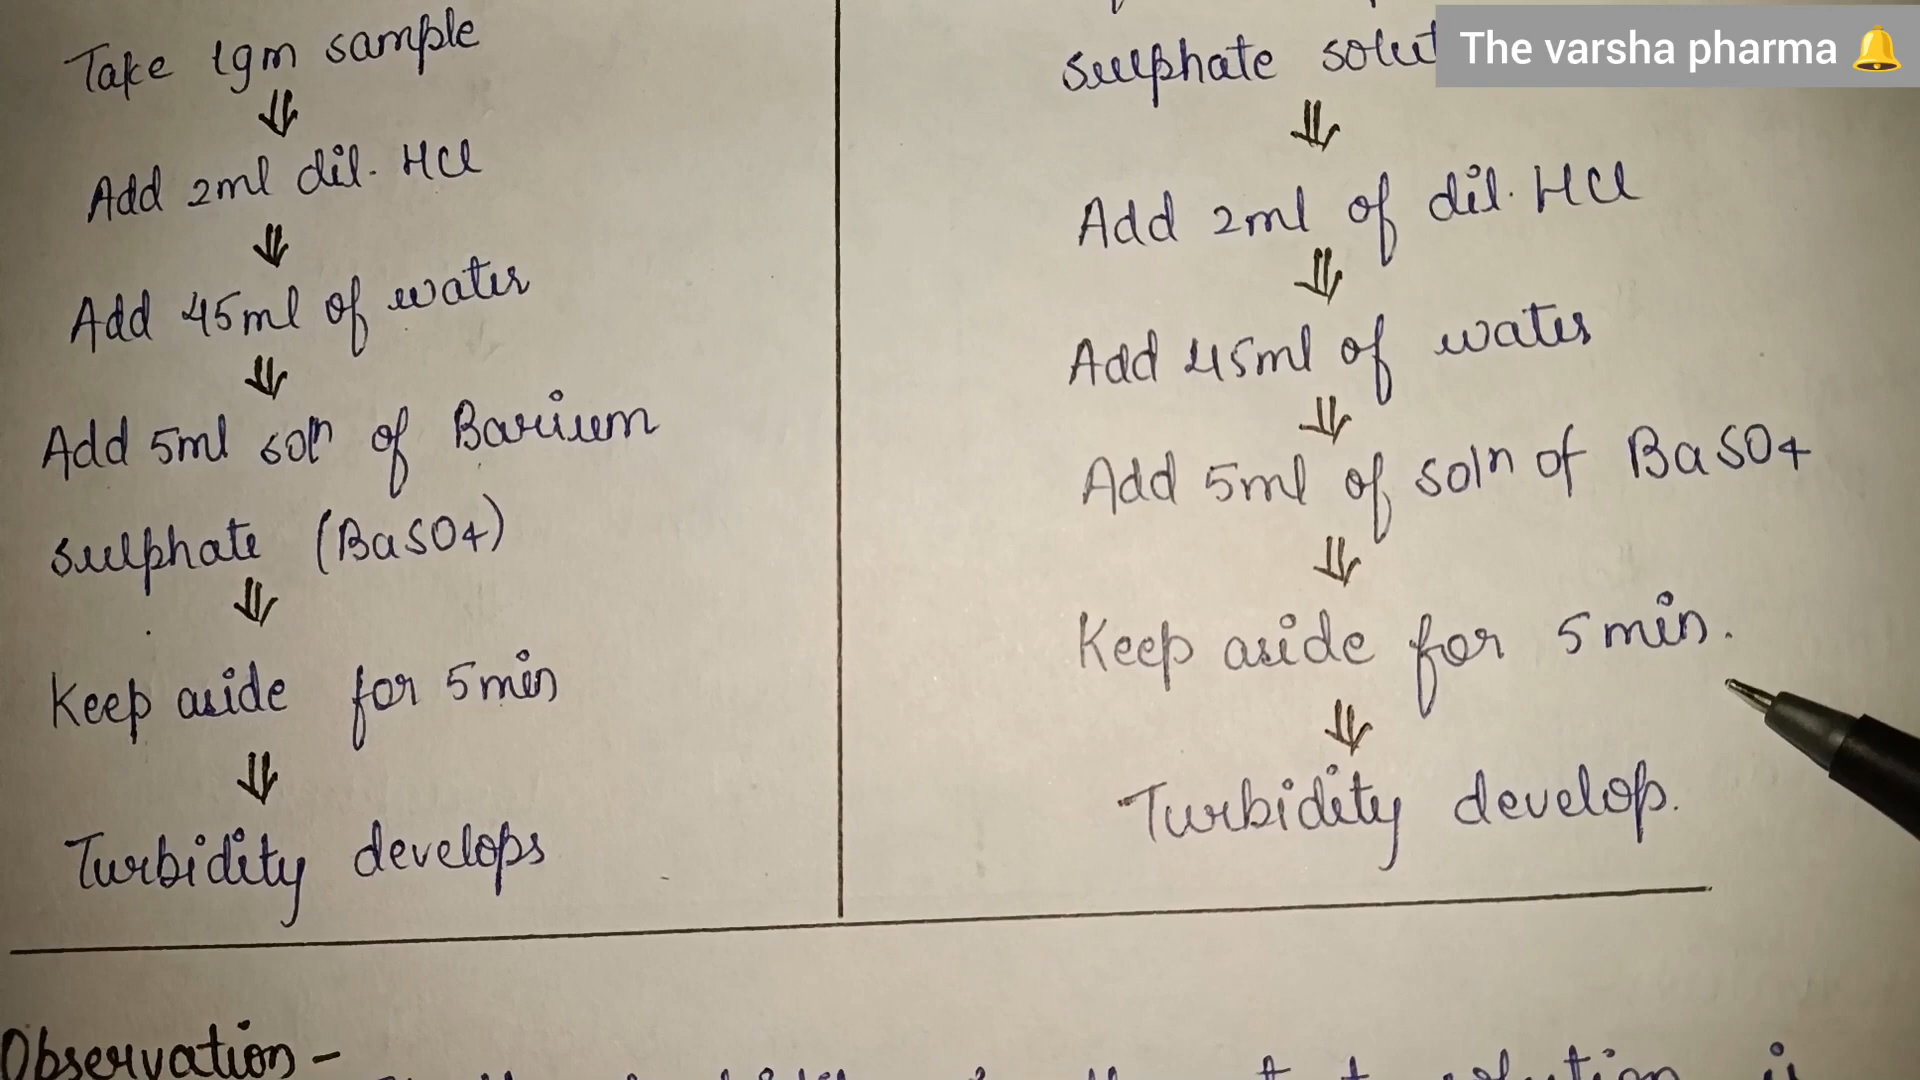 Take 1gm sample
⇓
Add 2ml dil. HCl
⇓
Add 45ml of water
⇓
Add 5ml soln of Barium
sulphate (BaSO4)
⇓
Keep aside for 5min
⇓
Turbidity develops
The varsha pharma 🔔
sulphate
⇓
Add 2ml of dil. HCl
⇓
Add 45ml of water
⇓
Add 5ml of soln of BaSO4
⇓
Keep aside for 5 min.
⇓
Turbidity develop.
Observation -